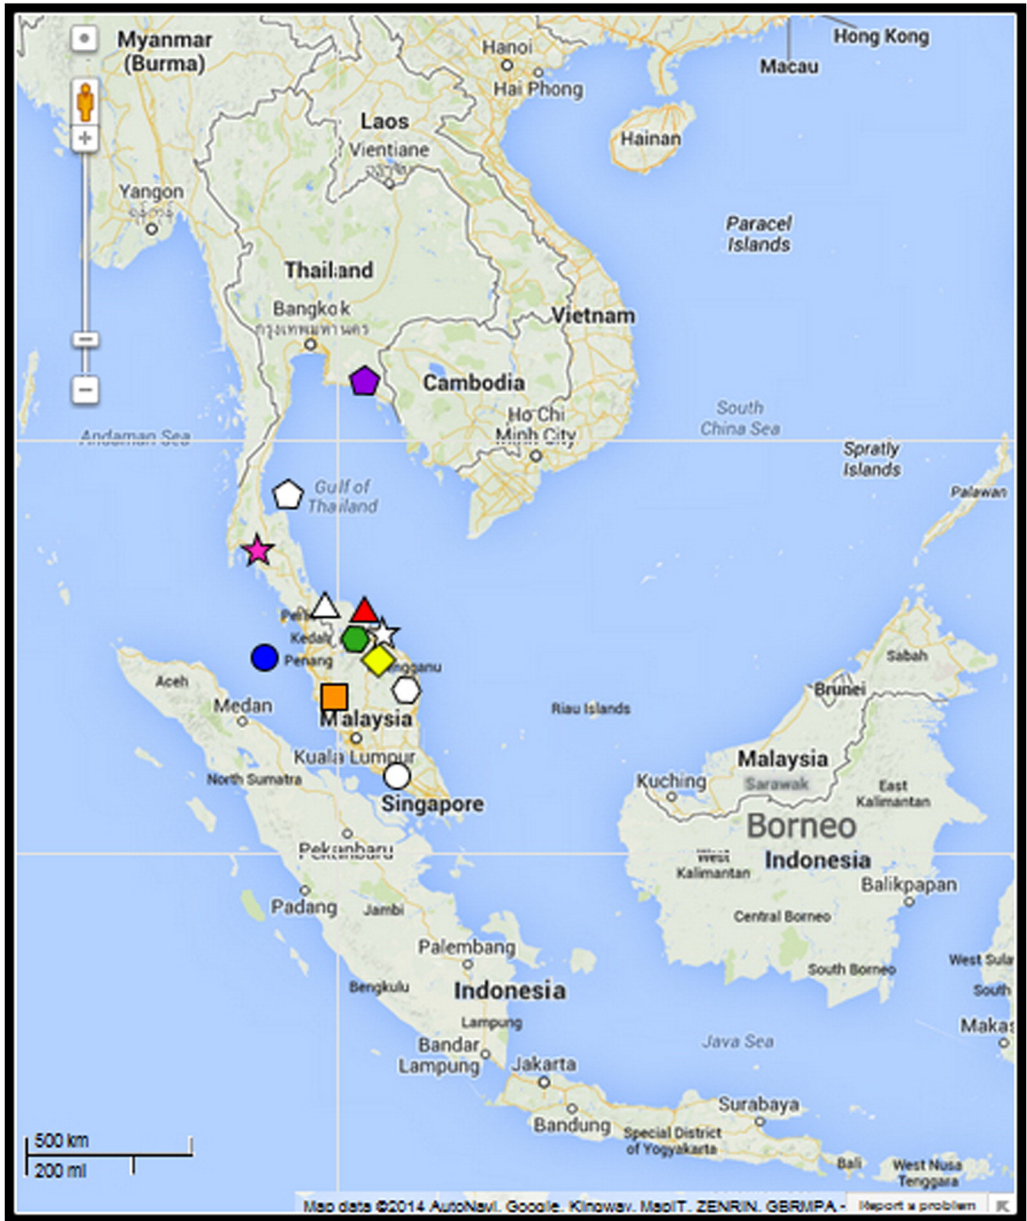 Myanmar
(Burma)
Hanoi
Hai Phong
Hong Kong
Macau
Laos
Vientiane
Hainan
Yangon
Paracel
Islands
Thailand
Bangkok
กรุงเทพมหานคร
Vietnam
Cambodia
Ho Chi
Minh City
South
China Sea
Andaman Sea
Spratly
Islands
Palawan
Gulf of
Thailand
Kedah
Penang
ngganu
Aceh
Medan
Malaysia
Kuala Lumpur
Riau Islands
Sabah
Brunei
Malaysia
Sarawak
North Sumatra
Singapore
Kuching
East
Kalimantan
Borneo
Indonesia
West
Kalimantan
Pekanbaru
Balikpapan
Padang
Jambi
Central Borneo
Palembang
South Borneo
West Sula
South
Bengkulu
Indonesia
Lampung
Makas
Bandar
Lampung
Java Sea
Jakarta
Surabaya
Bandung
Special District
of Yogyakarta
Bali
West Nusa
Tenggara
500 km
200 mi
Map data ©2014 AutoNavi, Google, Kingway, MapIT, ZENRIN, GBRMPA -
Report a problem